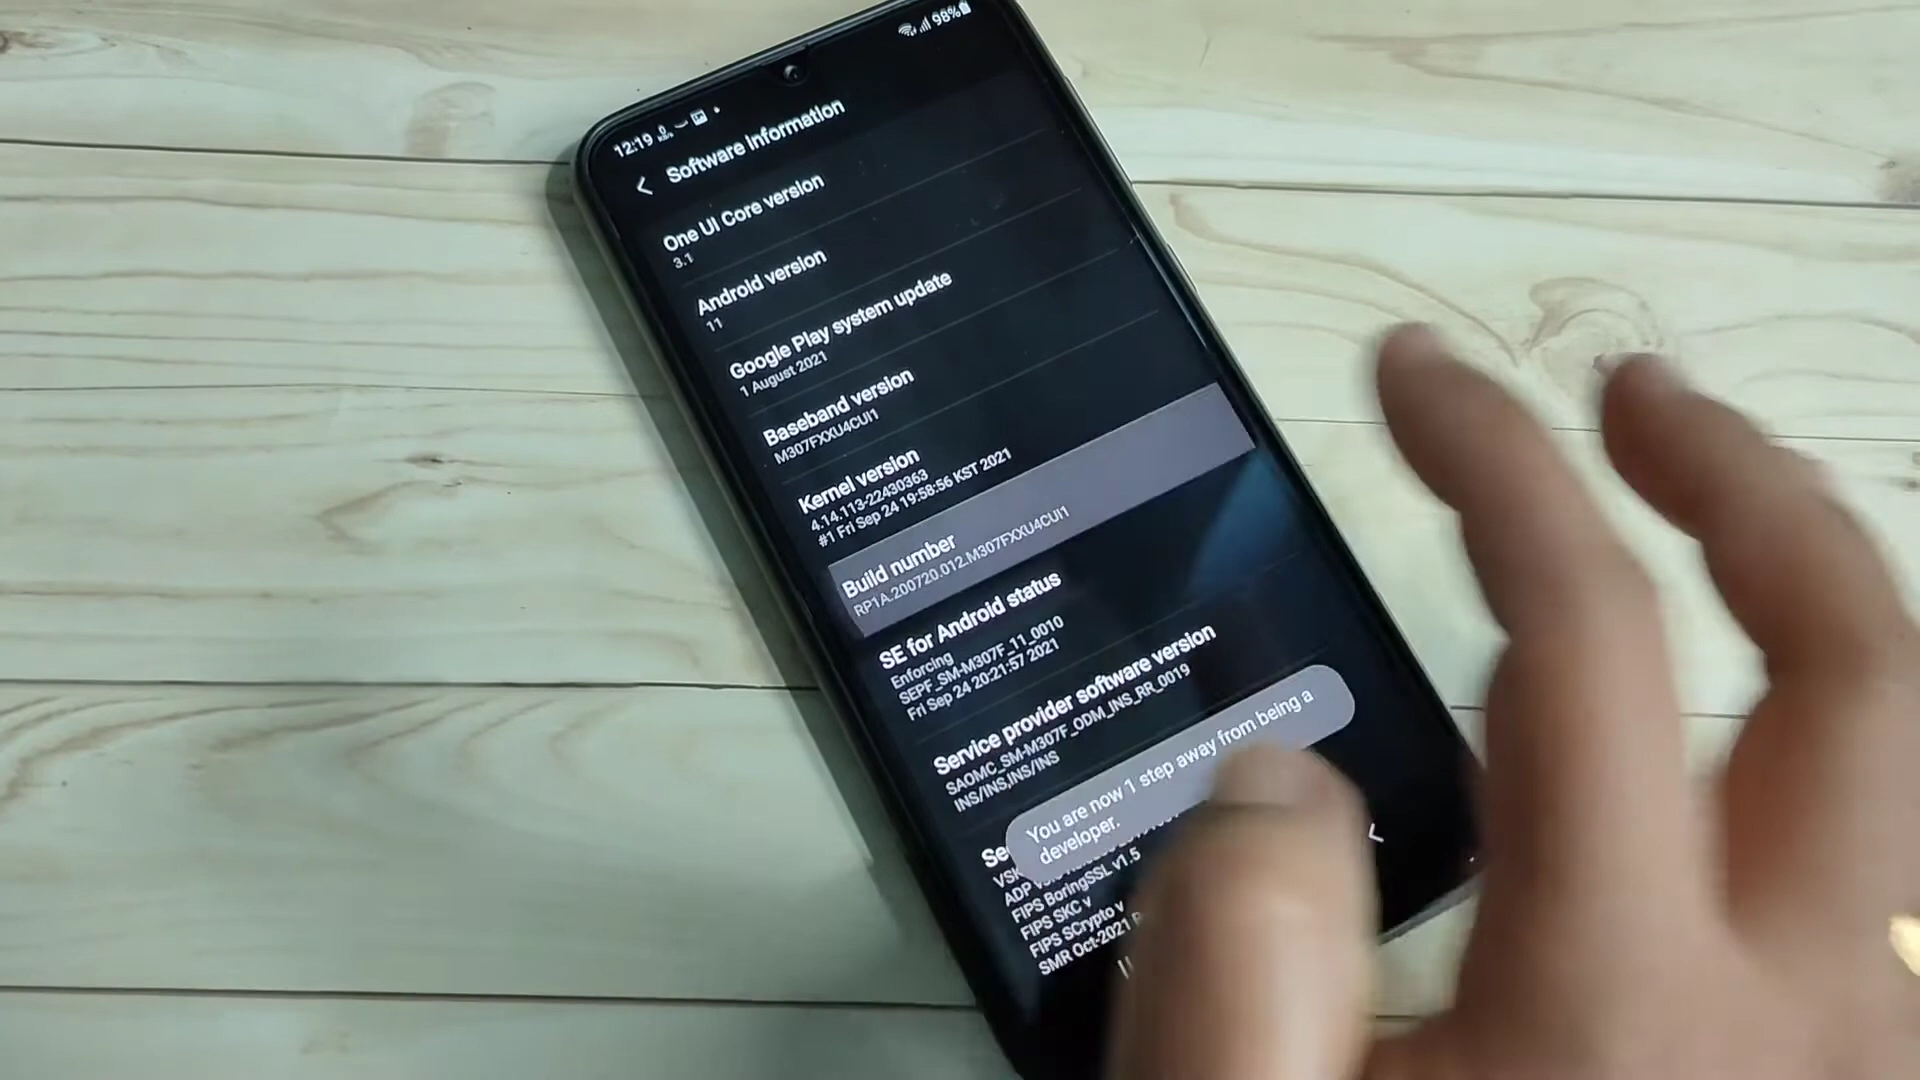 12:19
98%
Software information
One UI Core version
3.1
Android version
11
Google Play system update
1 August 2021
Baseband version
M307FXXU4CUI1
Kernel version
4.14.113-22430363
#1 Fri Sep 24 19:58:56 KST 2021
Build number
RP1A.200720.012.M307FXXU4CUI1
SE for Android status
Enforcing
SEPF_SM-M307F_11_0010
Fri Sep 24 20:21:57 2021
Service provider software version
SAOMC_SM-M307F_ODM_INS_RR_0019
INS/INS,INS/INS
You are now 1 step away from being a
developer.
ADP
FIPS BoringSSL v1.5
FIPS SKC v
FIPS SCrypto v
SMR Oct-2021